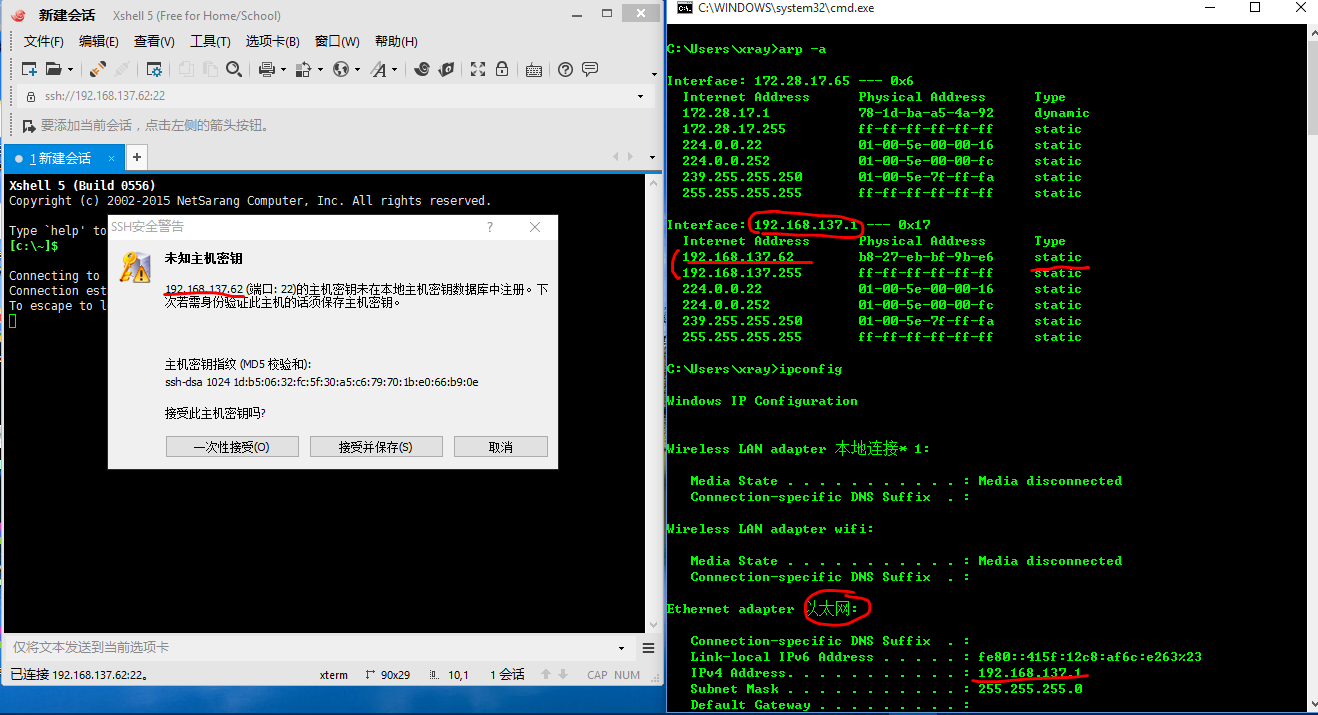 新建会话 Xshell 5 (Free for Home/School)
文件(F) 编辑(E) 查看(V) 工具(T) 选项卡(B) 窗口(W) 帮助(H)
ssh://192.168.137.62:22
要添加当前会话，点击左侧的箭头按钮。
1 新建会话 × +
Xshell 5 (Build 0556)
Copyright (c) 2002-2015 NetSarang Computer, Inc. All rights reserved.
Type `help' to
[c:\~]$
Connecting to
Connection est
To escape to l
SSH安全警告
未知主机密钥
192.168.137.62 (端口: 22)的主机密钥未在本地主机密钥数据库中注册。下
次若需身份验证此主机的话须保存主机密钥。
主机密钥指纹 (MD5 校验和):
ssh-dsa 1024 1d:b5:06:32:fc:5f:30:a5:c6:79:70:1b:e0:66:b9:0e
接受此主机密钥吗?
一次性接受(O) 接受并保存(S) 取消
仅将文本发送到当前选项卡
已连接 192.168.137.62:22。 xterm 90x29 10,1 1 会话 CAP NUM
C:\WINDOWS\system32\cmd.exe
C:\Users\xray>arp -a
Interface: 172.28.17.65 --- 0x6
Internet Address Physical Address Type
172.28.17.1 78-1d-ba-a5-4a-92 dynamic
172.28.17.255 ff-ff-ff-ff-ff-ff static
224.0.0.22 01-00-5e-00-00-16 static
224.0.0.252 01-00-5e-00-00-fc static
239.255.255.250 01-00-5e-7f-ff-fa static
255.255.255.255 ff-ff-ff-ff-ff-ff static
Interface: 192.168.137.1 --- 0x17
Internet Address Physical Address Type
192.168.137.62 b8-27-eb-bf-9b-e6 static
192.168.137.255 ff-ff-ff-ff-ff-ff static
224.0.0.22 01-00-5e-00-00-16 static
224.0.0.252 01-00-5e-00-00-fc static
239.255.255.250 01-00-5e-7f-ff-fa static
255.255.255.255 ff-ff-ff-ff-ff-ff static
C:\Users\xray>ipconfig
Windows IP Configuration
Wireless LAN adapter 本地连接* 1:
Media State . . . . . . . . . . . : Media disconnected
Connection-specific DNS Suffix . :
Wireless LAN adapter wifi:
Media State . . . . . . . . . . . : Media disconnected
Connection-specific DNS Suffix . :
Ethernet adapter 以太网:
Connection-specific DNS Suffix . :
Link-local IPv6 Address . . . . . : fe80::415f:12c8:af6c:e263%23
IPv4 Address. . . . . . . . . . . : 192.168.137.1
Subnet Mask . . . . . . . . . . . : 255.255.255.0
Default Gateway . . . . . . . . . :